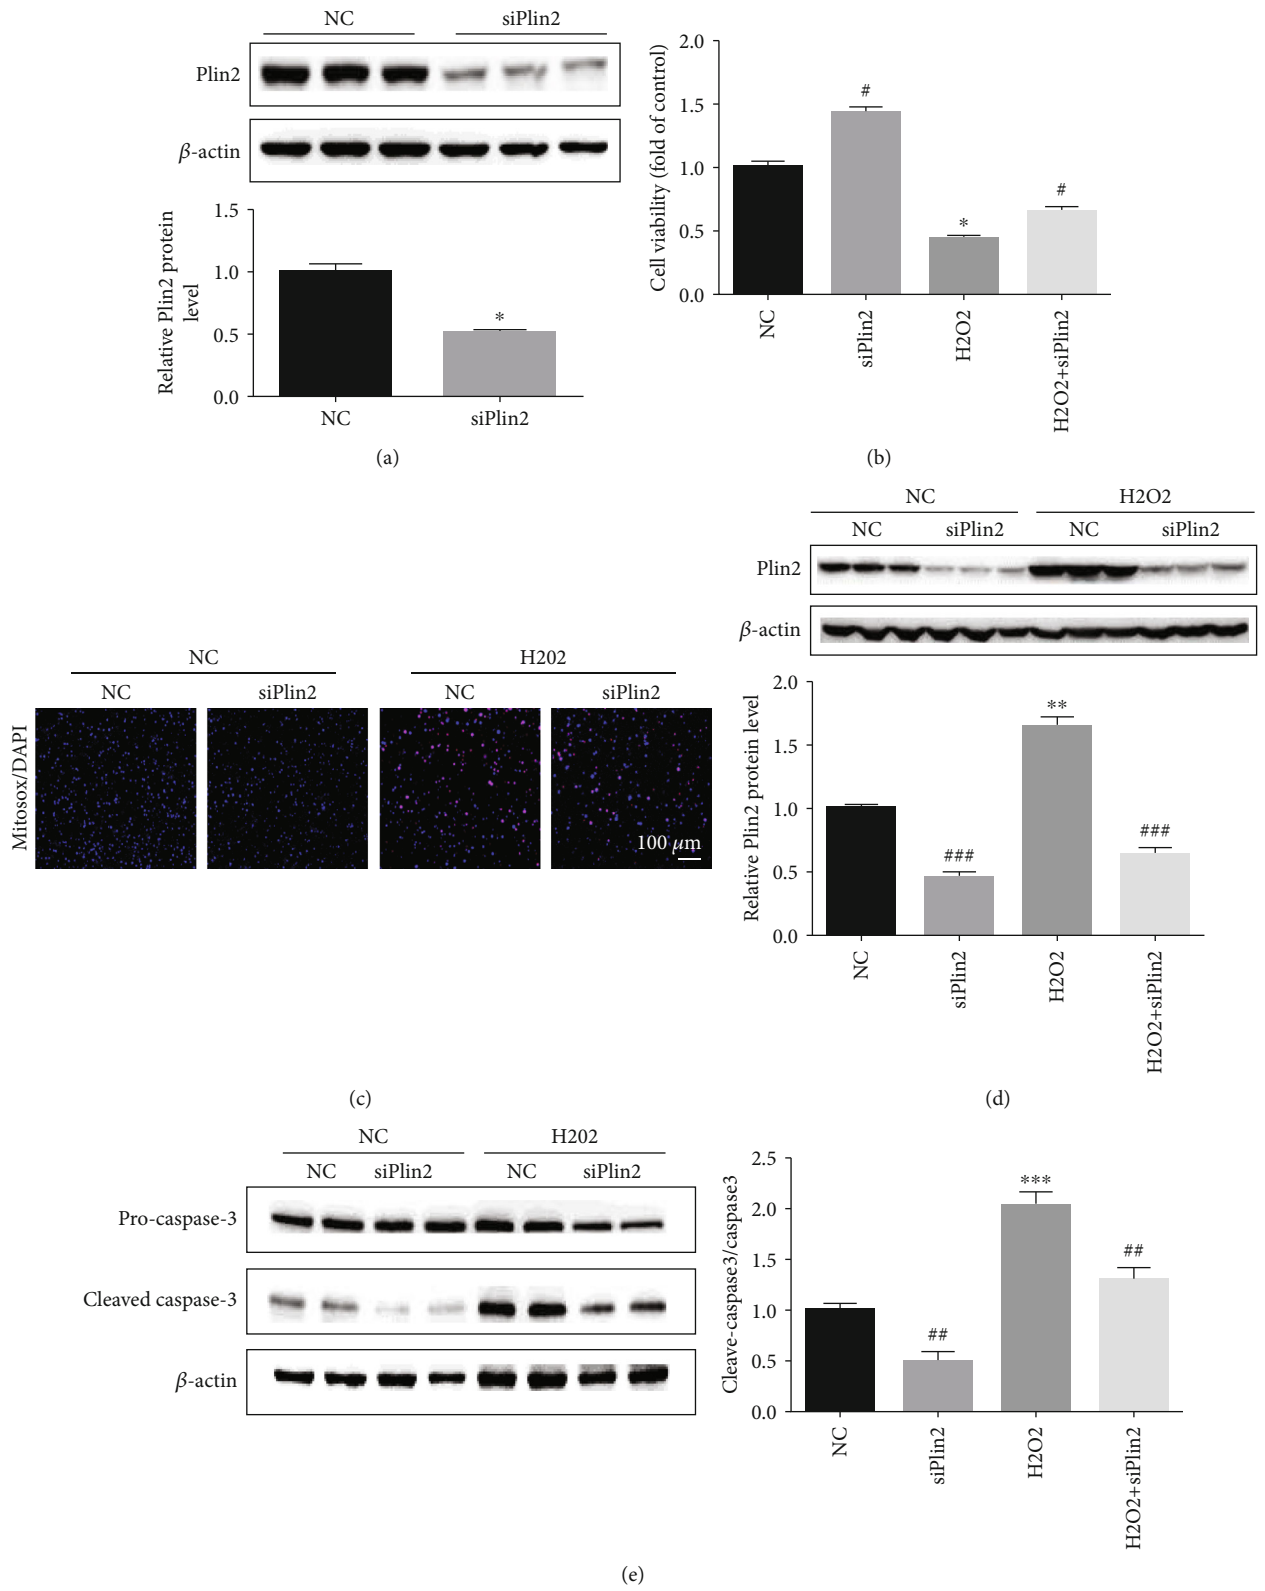 NC siPlin2
Plin2
β-actin
Relative Plin2 protein
level
1.5
1.0
0.5
0.0
*
NC siPlin2
(a)
Cell viability (fold of control)
2.0
1.5
1.0
0.5
0.0
#
*
#
NC
siPlin2
H2O2
H2O2+siPlin2
(b)
NC H202
NC siPlin2 NC siPlin2
Mitosox/DAPI
100 μm
(c)
NC H2O2
NC siPlin2 NC siPlin2
Plin2
β-actin
Relative Plin2 protein level
2.0
1.5
1.0
0.5
0.0
###
**
###
NC
siPlin2
H2O2
H2O2+siPlin2
(d)
NC H202
NC siPlin2 NC siPlin2
Pro-caspase-3
Cleaved caspase-3
β-actin
Cleave-caspase3/caspase3
2.5
2.0
1.5
1.0
0.5
0.0
##
***
##
NC
siPlin2
H2O2
H2O2+siPlin2
(e)